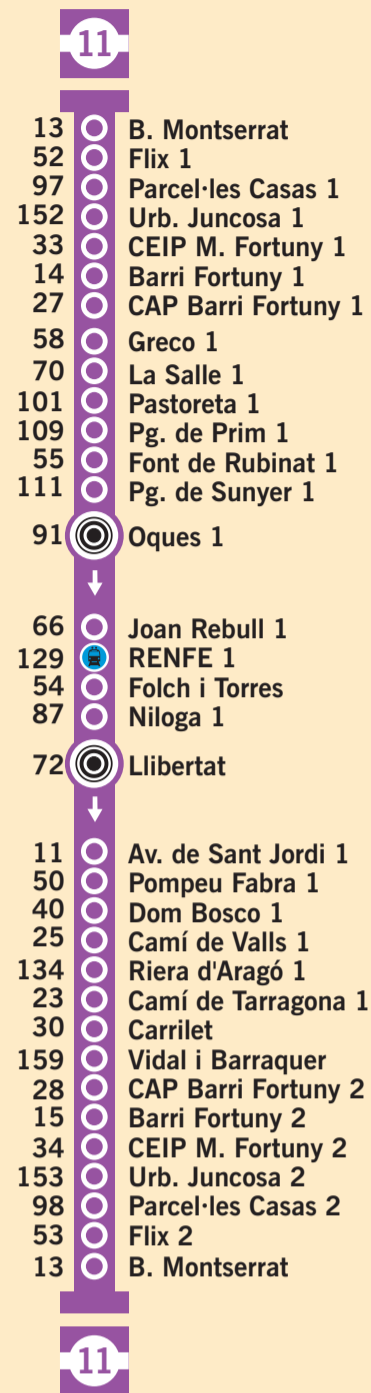 11
13 B. Montserrat
52 Flix 1
97 Parcel·les Casas 1
152 Urb. Juncosa 1
33 CEIP M. Fortuny 1
14 Barri Fortuny 1
27 CAP Barri Fortuny 1
58 Greco 1
70 La Salle 1
101 Pastoreta 1
109 Pg. de Prim 1
55 Font de Rubinat 1
111 Pg. de Sunyer 1
91 Oques 1
66 Joan Rebull 1
129 RENFE 1
54 Folch i Torres
87 Niloga 1
72 Llibertat
11 Av. de Sant Jordi 1
50 Pompeu Fabra 1
40 Dom Bosco 1
25 Camí de Valls 1
134 Riera d'Aragó 1
23 Camí de Tarragona 1
30 Carrilet
159 Vidal i Barraquer
28 CAP Barri Fortuny 2
15 Barri Fortuny 2
34 CEIP M. Fortuny 2
153 Urb. Juncosa 2
98 Parcel·les Casas 2
53 Flix 2
13 B. Montserrat
11